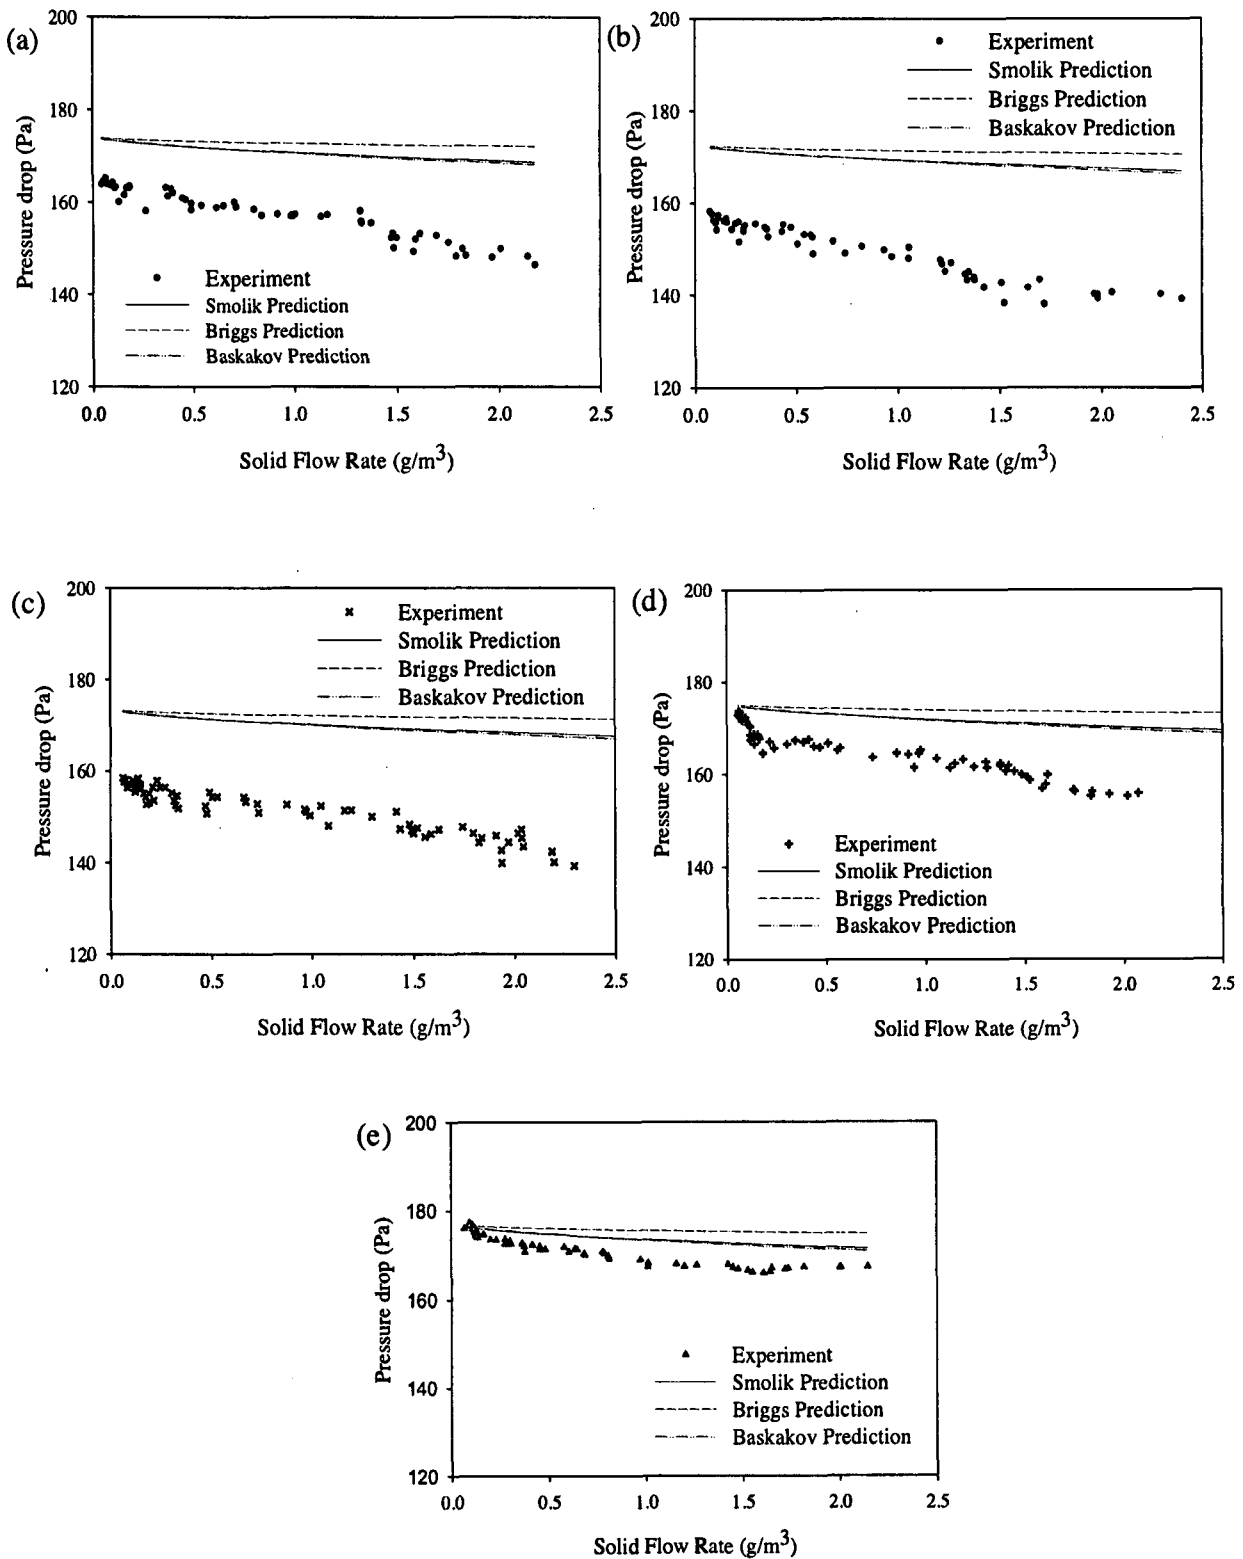 (a)
200
180
160
140
120
Pressure drop (Pa)
Experiment
Smolik Prediction
Briggs Prediction
Baskakov Prediction
0.0 0.5 1.0 1.5 2.0 2.5
Solid Flow Rate (g/m³)
(b)
200
180
160
140
120
Pressure drop (Pa)
Experiment
Smolik Prediction
Briggs Prediction
Baskakov Prediction
0.0 0.5 1.0 1.5 2.0 2.5
Solid Flow Rate (g/m³)
(c)
200
180
160
140
120
Pressure drop (Pa)
Experiment
Smolik Prediction
Briggs Prediction
Baskakov Prediction
0.0 0.5 1.0 1.5 2.0 2.5
Solid Flow Rate (g/m³)
(d)
200
180
160
140
120
Pressure drop (Pa)
Experiment
Smolik Prediction
Briggs Prediction
Baskakov Prediction
0.0 0.5 1.0 1.5 2.0 2.5
Solid Flow Rate (g/m³)
(e)
200
180
160
140
120
Pressure drop (Pa)
Experiment
Smolik Prediction
Briggs Prediction
Baskakov Prediction
0.0 0.5 1.0 1.5 2.0 2.5
Solid Flow Rate (g/m³)